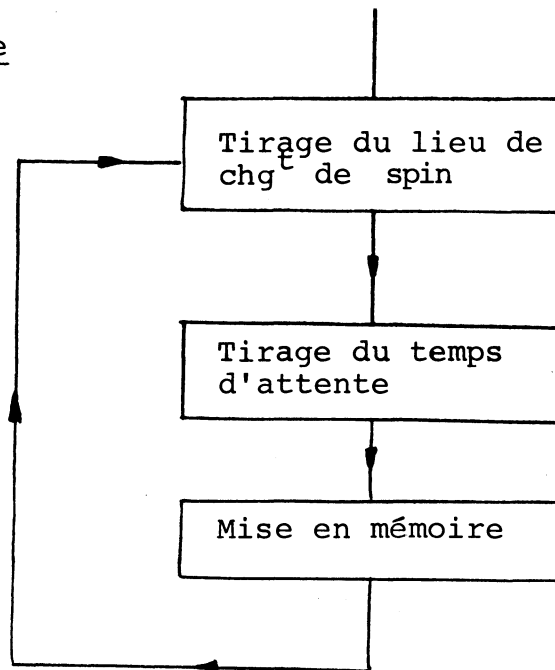 e
Tirage du lieu de
chgt de spin
Tirage du temps
d'attente
Mise en mémoire